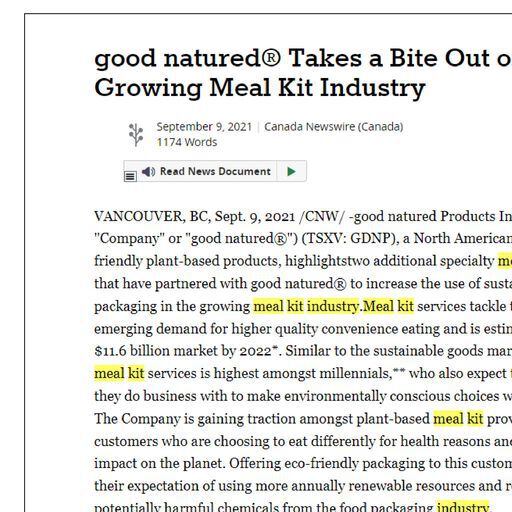 good natured® Takes a Bite Out o
Growing Meal Kit Industry
September 9, 2021 | Canada Newswire (Canada)
1174 Words
Read News Document
VANCOUVER, BC, Sept. 9, 2021 /CNW/ -good natured Products In
"Company" or "good natured®") (TSXV: GDNP), a North American
friendly plant-based products, highlightstwo additional specialty m
that have partnered with good natured® to increase the use of susta
packaging in the growing meal kit industry.Meal kit services tackle t
emerging demand for higher quality convenience eating and is estin
$11.6 billion market by 2022*. Similar to the sustainable goods mar
meal kit services is highest amongst millennials,** who also expect t
they do business with to make environmentally conscious choices w
The Company is gaining traction amongst plant-based meal kit prov
customers who are choosing to eat differently for health reasons and
impact on the planet. Offering eco-friendly packaging to this custom
their expectation of using more annually renewable resources and re
potentially harmful chemicals from the food packaging industry.